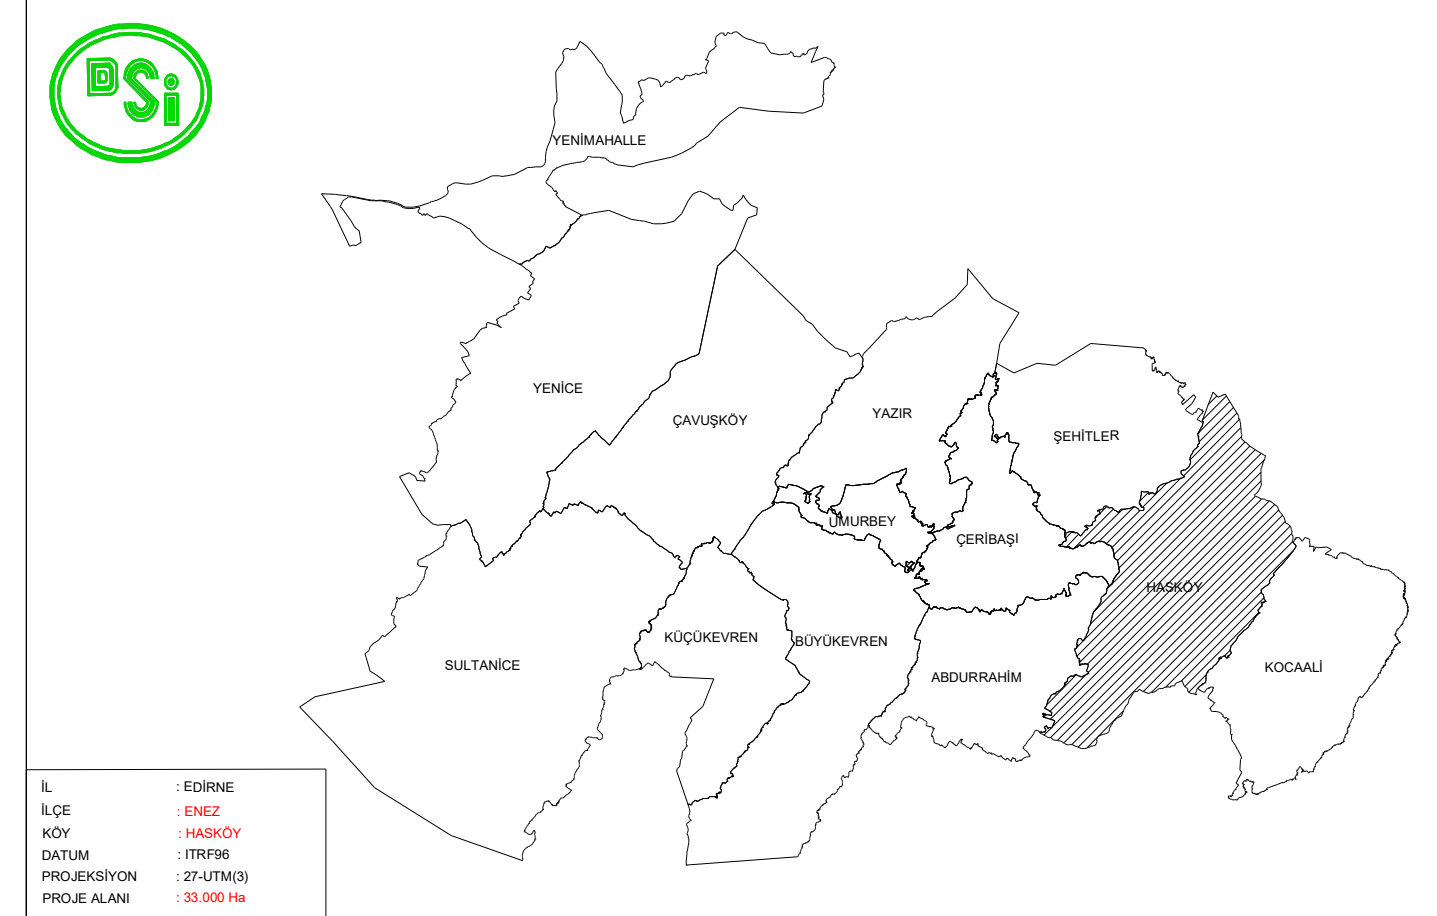 DSi
YENİMAHALLE
YENİCE
ÇAVUŞKÖY
YAZIR
ŞEHİTLER
UMURBEY
ÇERİBAŞI
HASKÖY
KÜÇÜKEVREN
BÜYÜKEVREN
SULTANİCE
ABDURRAHİM
KOCAALİ
İL : EDİRNE
İLÇE : ENEZ
KÖY : HASKÖY
DATUM : ITRF96
PROJEKSİYON : 27-UTM(3)
PROJE ALANI : 33.000 Ha